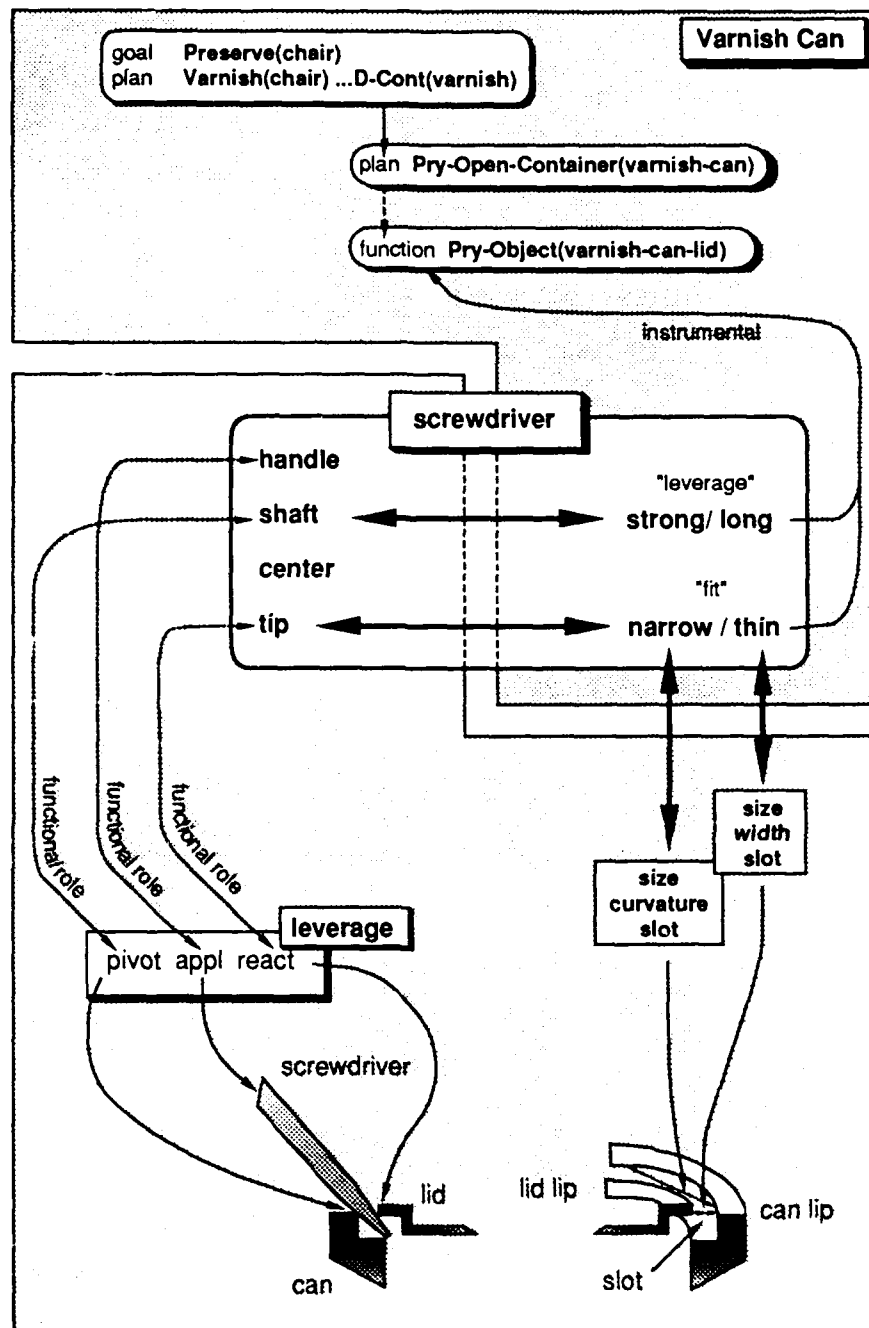 Varnish Can
goal Preserve(chair)
plan Varnish(chair) ...D-Cont(varnish)
plan Pry-Open-Container(varnish-can)
function Pry-Object(varnish-can-lid)
instrumental
screwdriver
handle
"leverage"
shaft
strong/ long
center
"fit"
tip
narrow / thin
functional role
functional role
functional role
size
width
slot
size
curvature
slot
leverage
pivot appl react
screwdriver
lid
can
lid lip
can lip
slot